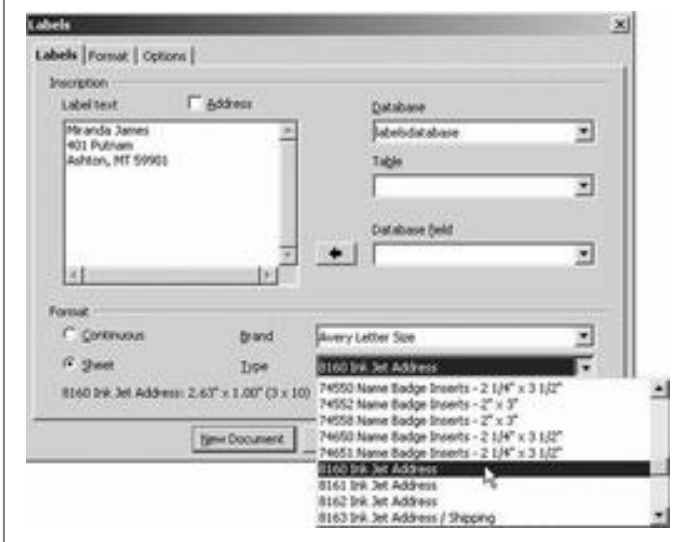 Labels
Labels Format Options
Inscription
Label text Address
Miranda James
401 Putnam
Ashton, MT 59901
Database
labelsdatabase
Table
Database field
Format
Continuous Brand Avery Letter Size
Sheet Type 8160 Ink Jet Address
8160 Ink Jet Address: 2.63" x 1.00" (3 x 10)
New Document
74550 Name Badge Inserts - 2 1/4" x 3 1/2"
74552 Name Badge Inserts - 2" x 3"
74558 Name Badge Inserts - 2" x 3"
74650 Name Badge Inserts - 2 1/4" x 3 1/2"
74651 Name Badge Inserts - 2 1/4" x 3 1/2"
8160 Ink Jet Address
8161 Ink Jet Address
8162 Ink Jet Address
8163 Ink Jet Address / Shipping